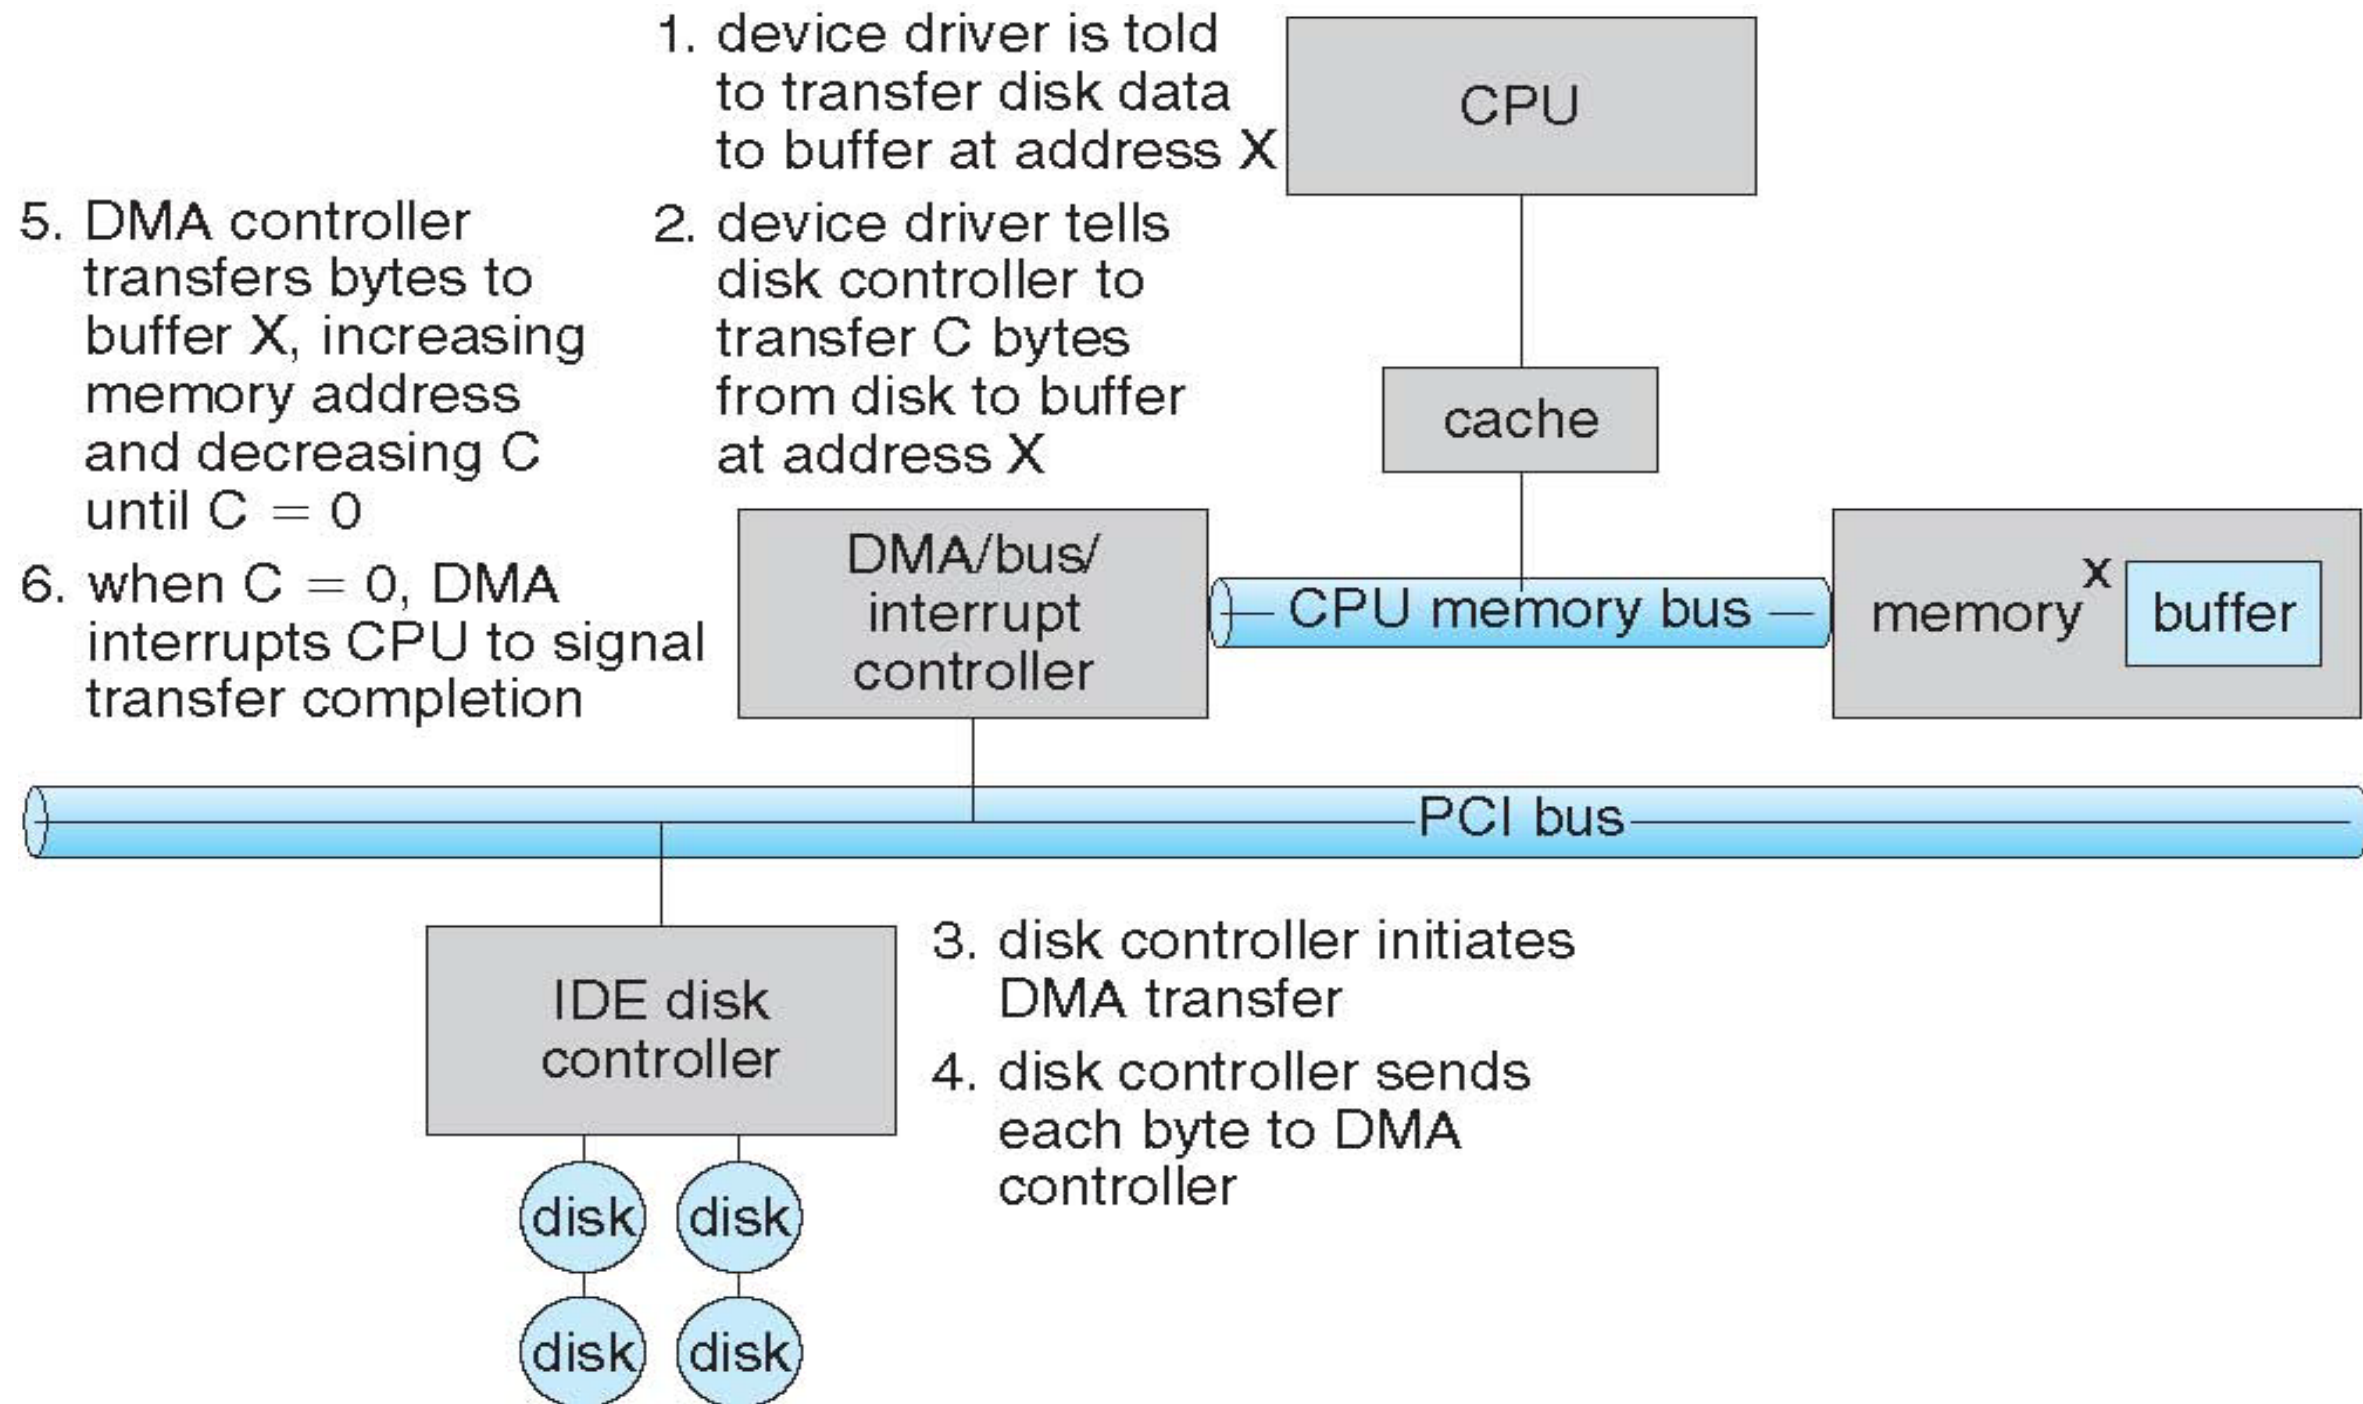 1. device driver is told
to transfer disk data
to buffer at address X
CPU
5. DMA controller
transfers bytes to
buffer X, increasing
memory address
and decreasing C
until C = 0
2. device driver tells
disk controller to
transfer C bytes
from disk to buffer
at address X
cache
6. when C = 0, DMA
interrupts CPU to signal
transfer completion
DMA/bus/
interrupt
controller
CPU memory bus
memory
x
buffer
PCI bus
IDE disk
controller
3. disk controller initiates
DMA transfer
4. disk controller sends
each byte to DMA
controller
disk
disk
disk
disk